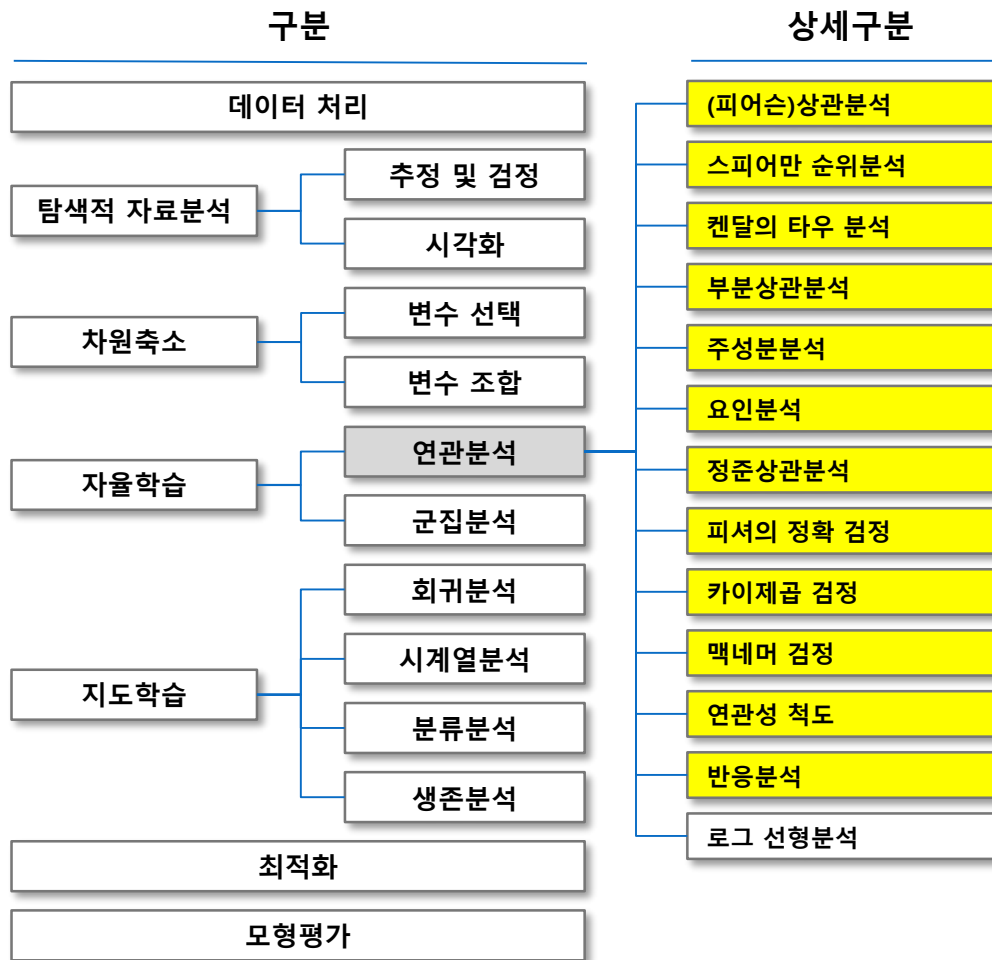 구분
상세구분
데이터 처리
탐색적 자료분석
추정 및 검정
시각화
차원축소
변수 선택
변수 조합
자율학습
연관분석
군집분석
지도학습
회귀분석
시계열분석
분류분석
생존분석
최적화
모형평가
(피어슨)상관분석
스피어만 순위분석
켄달의 타우 분석
부분상관분석
주성분분석
요인분석
정준상관분석
피셔의 정확 검정
카이제곱 검정
맥네머 검정
연관성 척도
반응분석
로그 선형분석